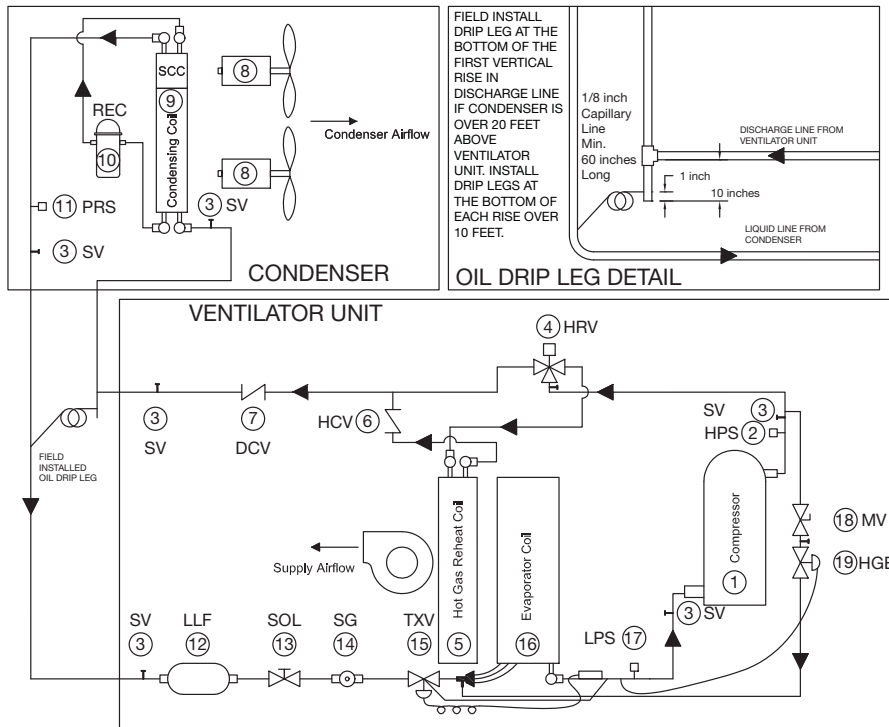 SCC
9
Condensing Coil
8
8
Condenser Airflow
REC
10
11 PRS
3 SV
3
SV
CONDENSER
FIELD INSTALL
DRIP LEG AT THE
BOTTOM OF THE
FIRST VERTICAL
RISE IN
DISCHARGE LINE
IF CONDENSER IS
OVER 20 FEET
ABOVE
VENTILATOR
UNIT. INSTALL
DRIP LEGS AT
THE BOTTOM OF
EACH RISE OVER
10 FEET.
1/8 inch
Capillary
Line
Min.
60 inches
Long
DISCHARGE LINE FROM
VENTILATOR UNIT
1 inch
10 inches
LIQUID LINE FROM
CONDENSER
OIL DRIP LEG DETAIL
VENTILATOR UNIT
4 HRV
3
SV
7
DCV
HCV 6
SV 3
HPS 2
FIELD
INSTALLED
OIL DRIP LEG
Supply Airflow
Hot Gas Reheat Coil
5
Evaporator Coil
16
Compressor
1
18 MV
19 HGB
3 SV
LPS 17
SV
3
LLF
12
SOL
13
SG
14
TXV
15